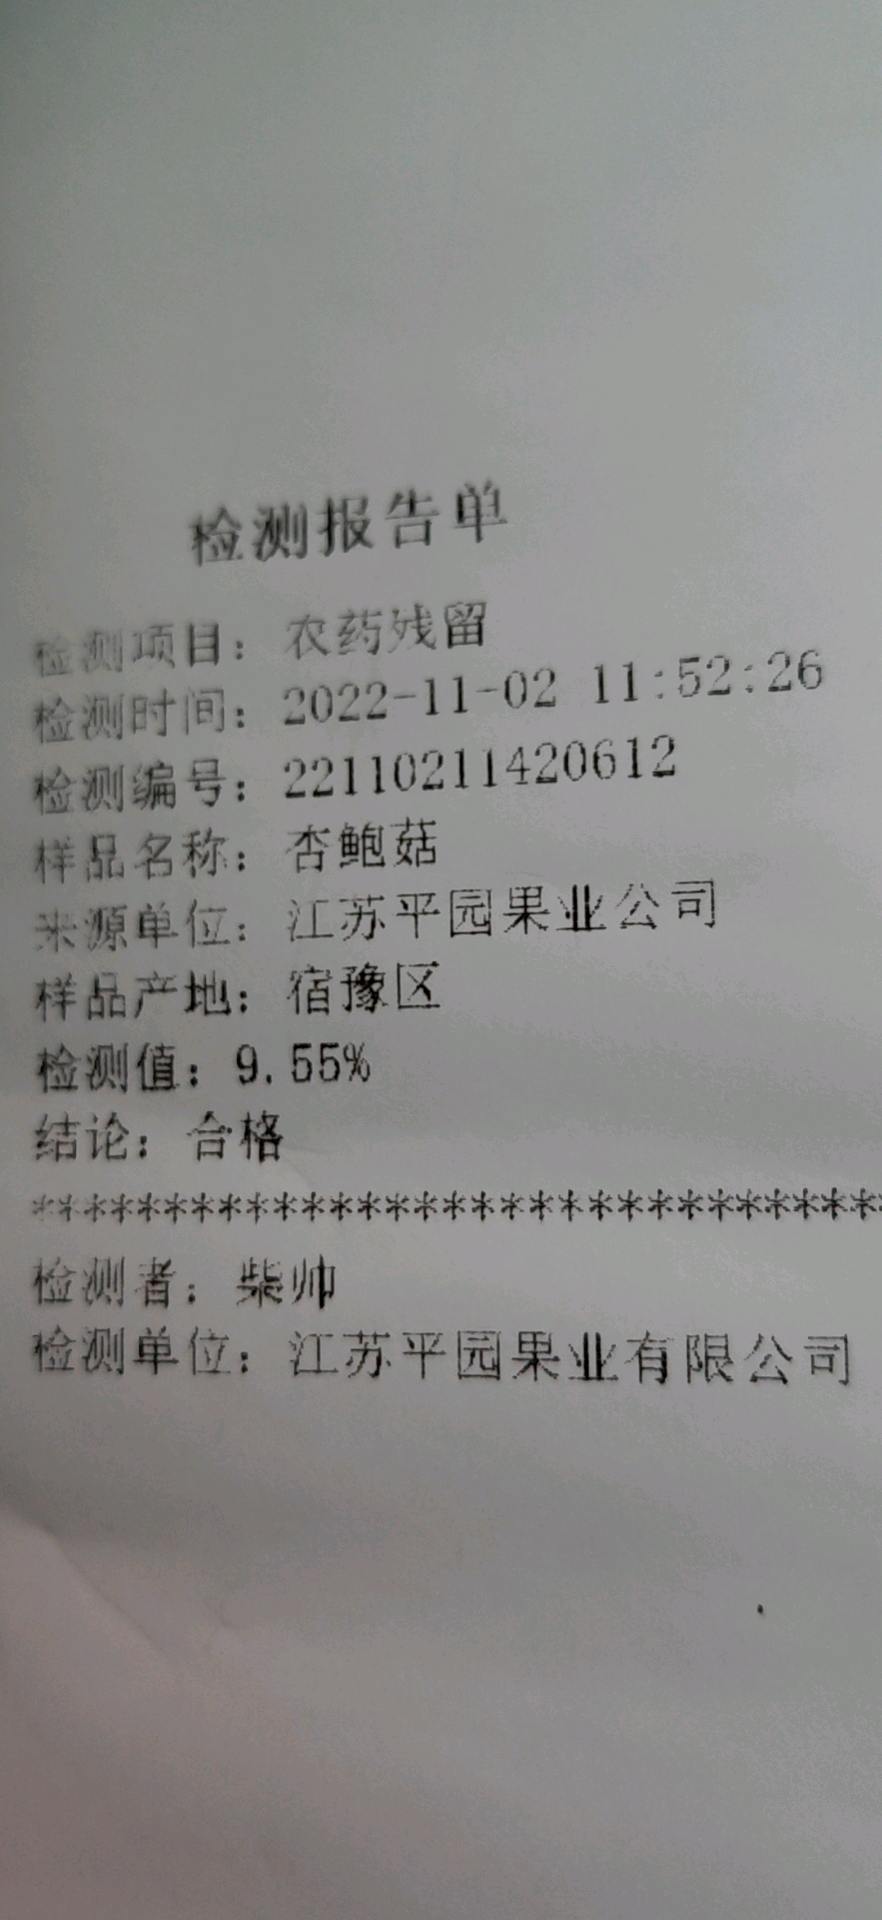 检测报告单
检测项目：农药残留
检测时间：2022-11-02 11:52:26
检测编号：22110211420612
样品名称：杏鲍菇
来源单位：江苏平园果业公司
样品产地：宿豫区
检测值：9.55%
结论：合格
********************************
检测者：柴帅
检测单位：江苏平园果业有限公司